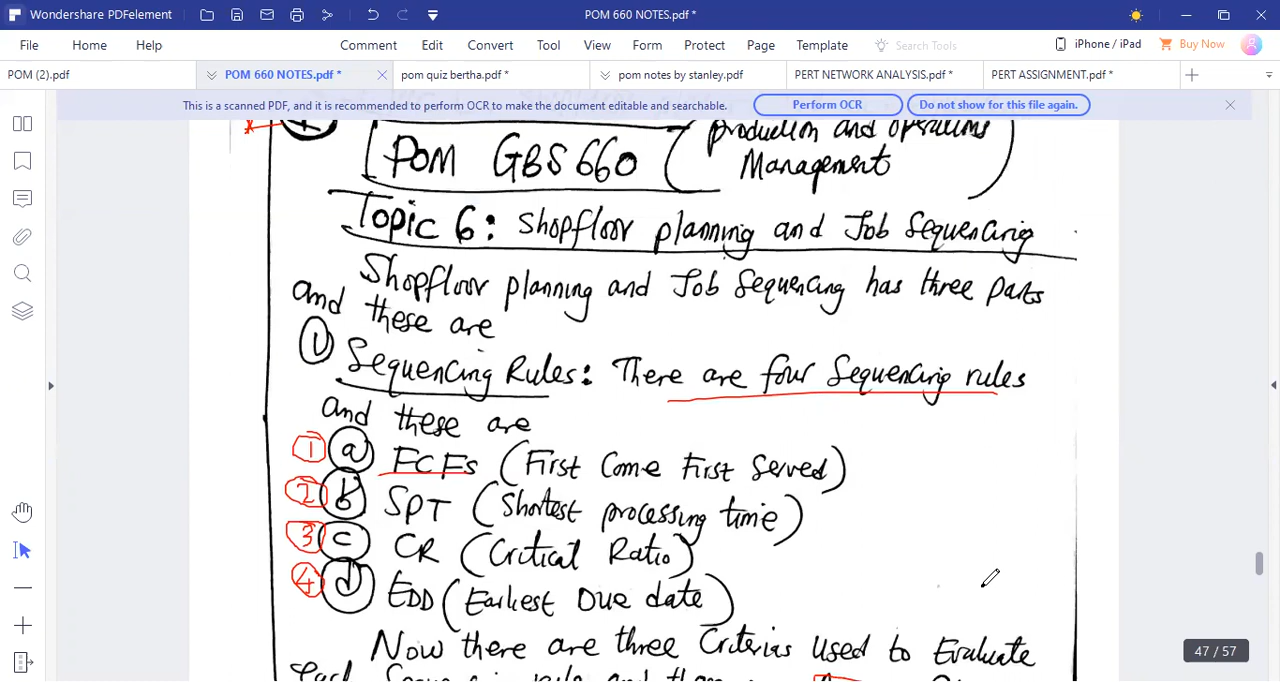 Wondershare PDFelement
POM 660 NOTES.pdf *
File Home Help Comment Edit Convert Tool View Form Protect Page Template Search Tools iPhone / iPad Buy Now
POM (2).pdf POM 660 NOTES.pdf * pom quiz bertha.pdf * pom notes by stanley.pdf PERT NETWORK ANALYSIS.pdf * PERT ASSIGNMENT.pdf *
This is a scanned PDF, and it is recommended to perform OCR to make the document editable and searchable. Perform OCR Do not show for this file again.
POM GBS 660 (production and operations
Management)
Topic 6: Shopfloor planning and Job Sequencing
Shopfloor planning and Job Sequencing has three parts
and these are
1 Sequencing Rules: There are four Sequencing rules
and these are
1 a FCFS (First Come First Served)
2 b SPT (Shortest processing time)
3 c CR (Critical Ratio)
4 d EDD (Earliest Due date)
Now there are three Criterias used to Evaluate
47 / 57